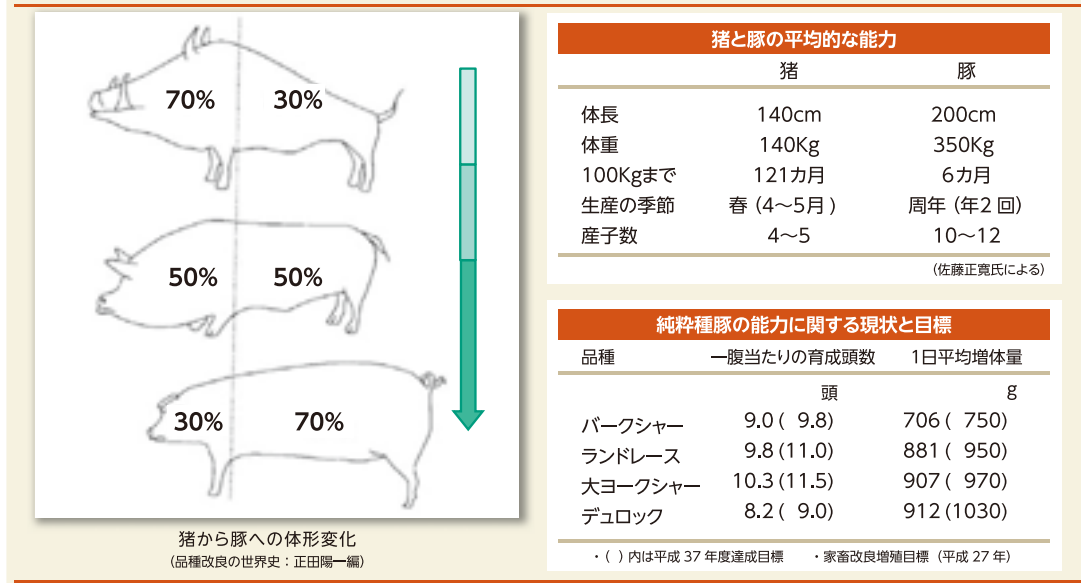 70% 30%
50% 50%
30% 70%
猪から豚への体形変化
(品種改良の世界史：正田陽一編)
猪と豚の平均的な能力
猪 豚
体長 140cm 200cm
体重 140Kg 350Kg
100Kgまで 121カ月 6カ月
生産の季節 春（4～5月） 周年（年2回）
産子数 4～5 10～12
（佐藤正寛氏による）
純粋種豚の能力に関する現状と目標
品種 一腹当たりの育成頭数 1日平均増体量
頭 g
バークシャー 9.0 ( 9.8) 706 ( 750)
ランドレース 9.8 (11.0) 881 ( 950)
大ヨークシャー 10.3 (11.5) 907 ( 970)
デュロック 8.2 ( 9.0) 912 (1030)
・( ) 内は平成 37 年度達成目標 ・家畜改良増殖目標（平成 27 年）